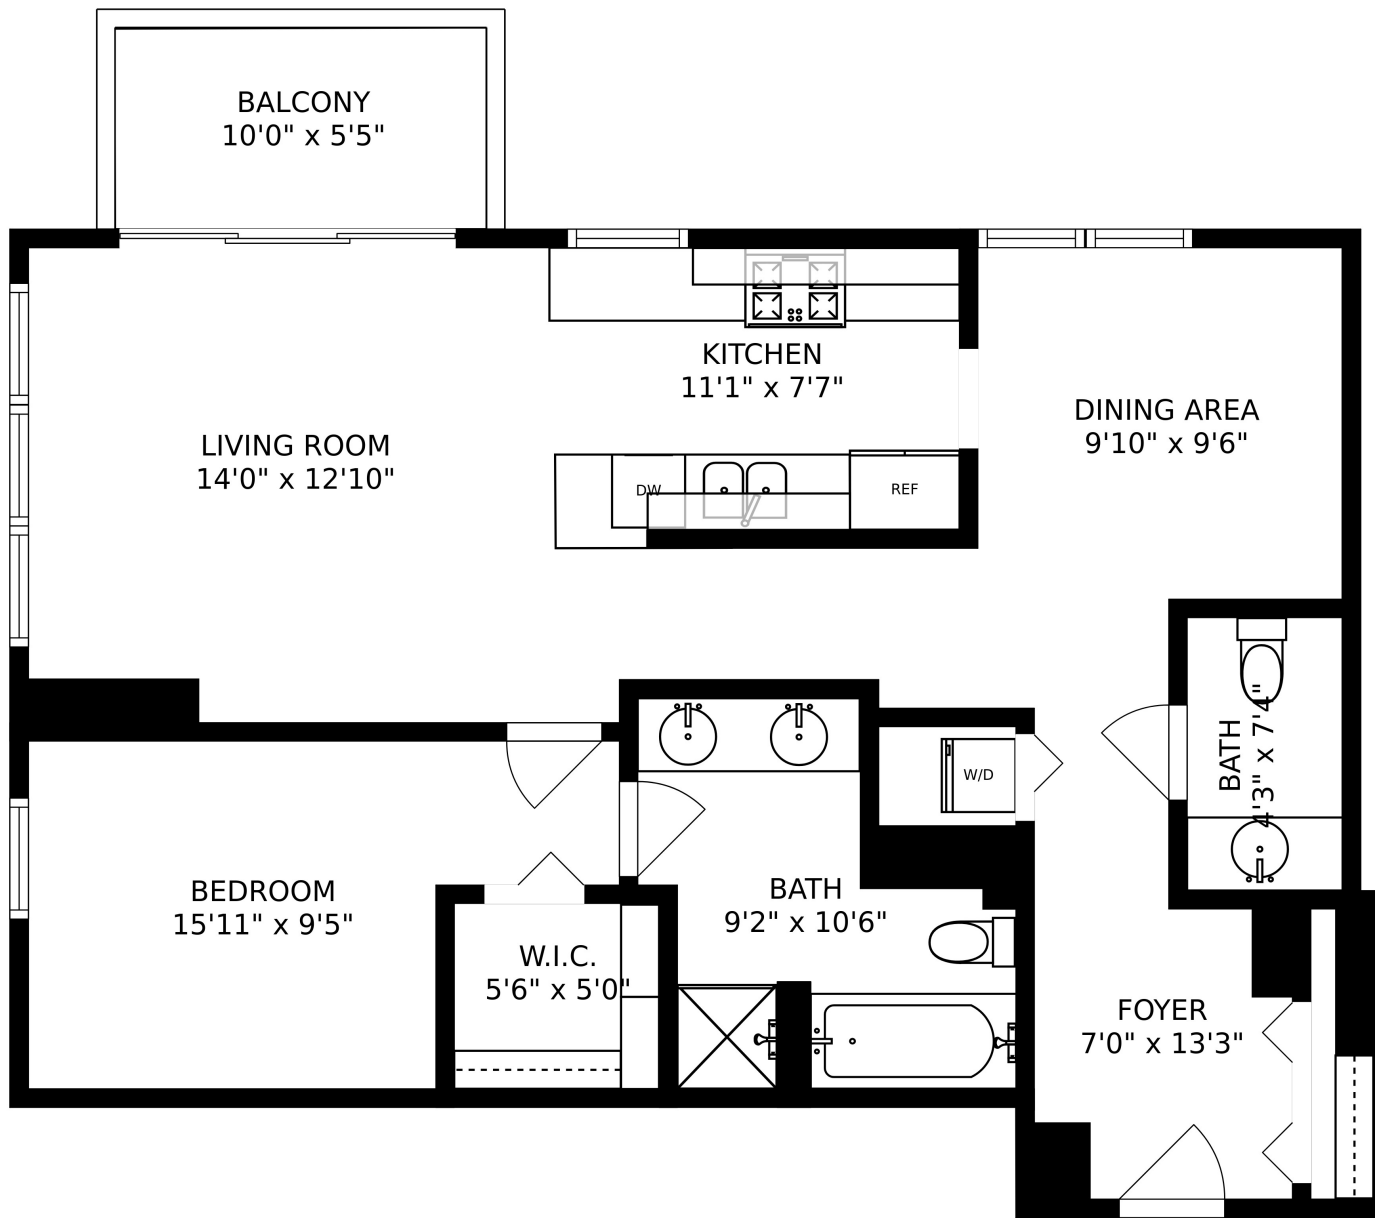 BALCONY
10'0" x 5'5"
KITCHEN
11'1" x 7'7"
DINING AREA
9'10" x 9'6"
LIVING ROOM
14'0" x 12'10"
DW
REF
BATH
4'3" x 7'4"
W/D
BEDROOM
15'11" x 9'5"
BATH
9'2" x 10'6"
W.I.C.
5'6" x 5'0"
FOYER
7'0" x 13'3"